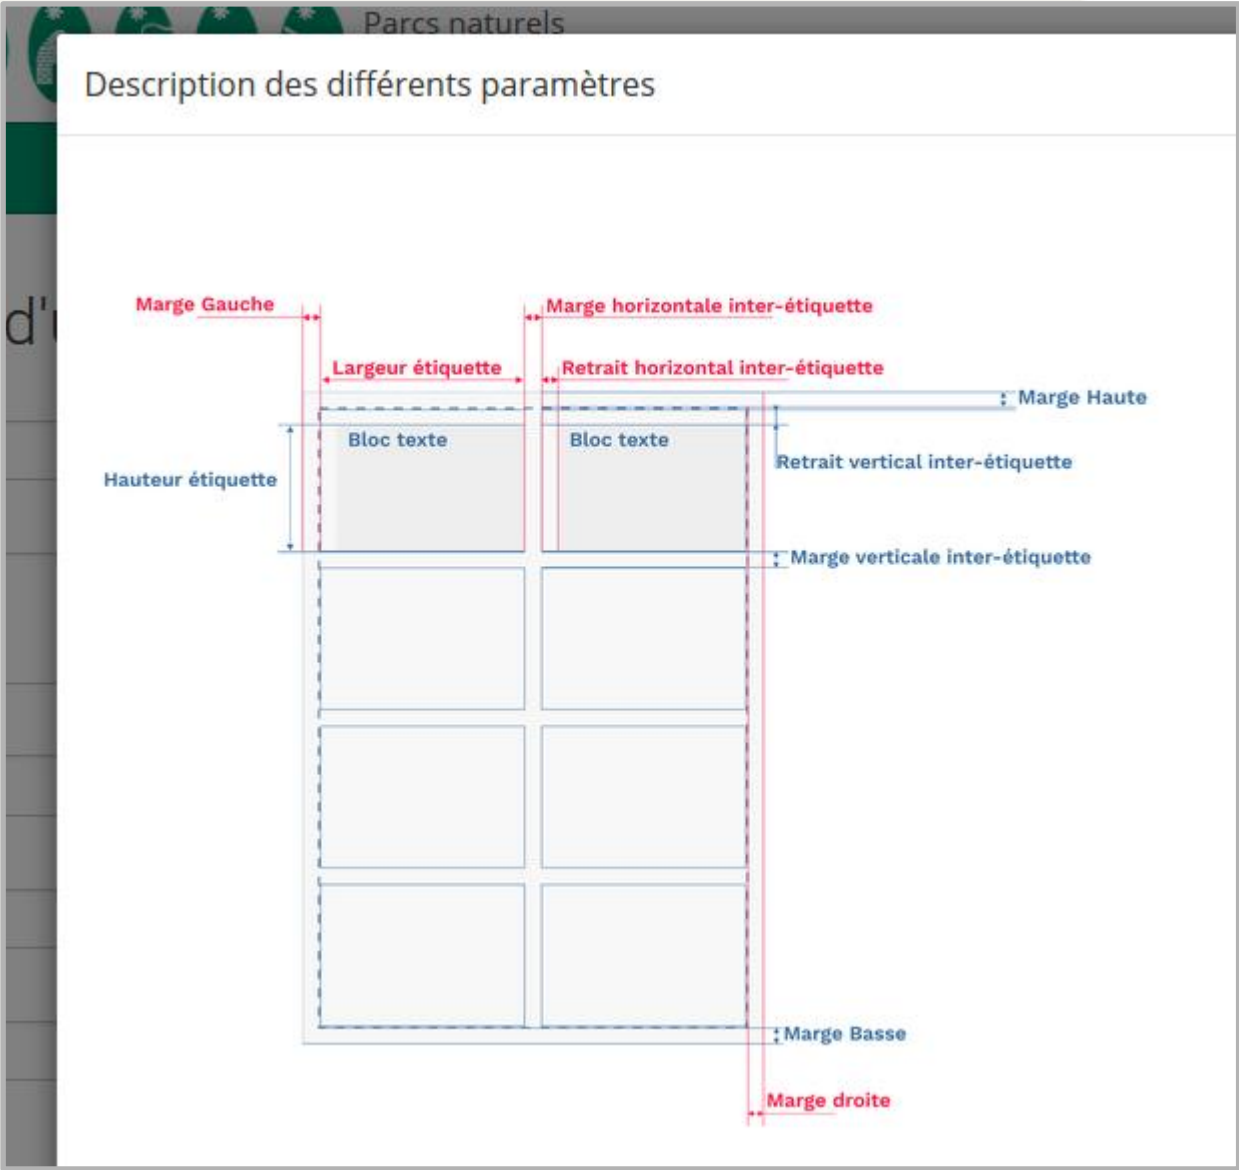 Parcs naturels
Description des différents paramètres
d'
Marge Gauche
Marge horizontale inter-étiquette
Largeur étiquette
Retrait horizontal inter-étiquette
Marge Haute
Bloc texte
Bloc texte
Retrait vertical inter-étiquette
Hauteur étiquette
Marge verticale inter-étiquette
Marge Basse
Marge droite